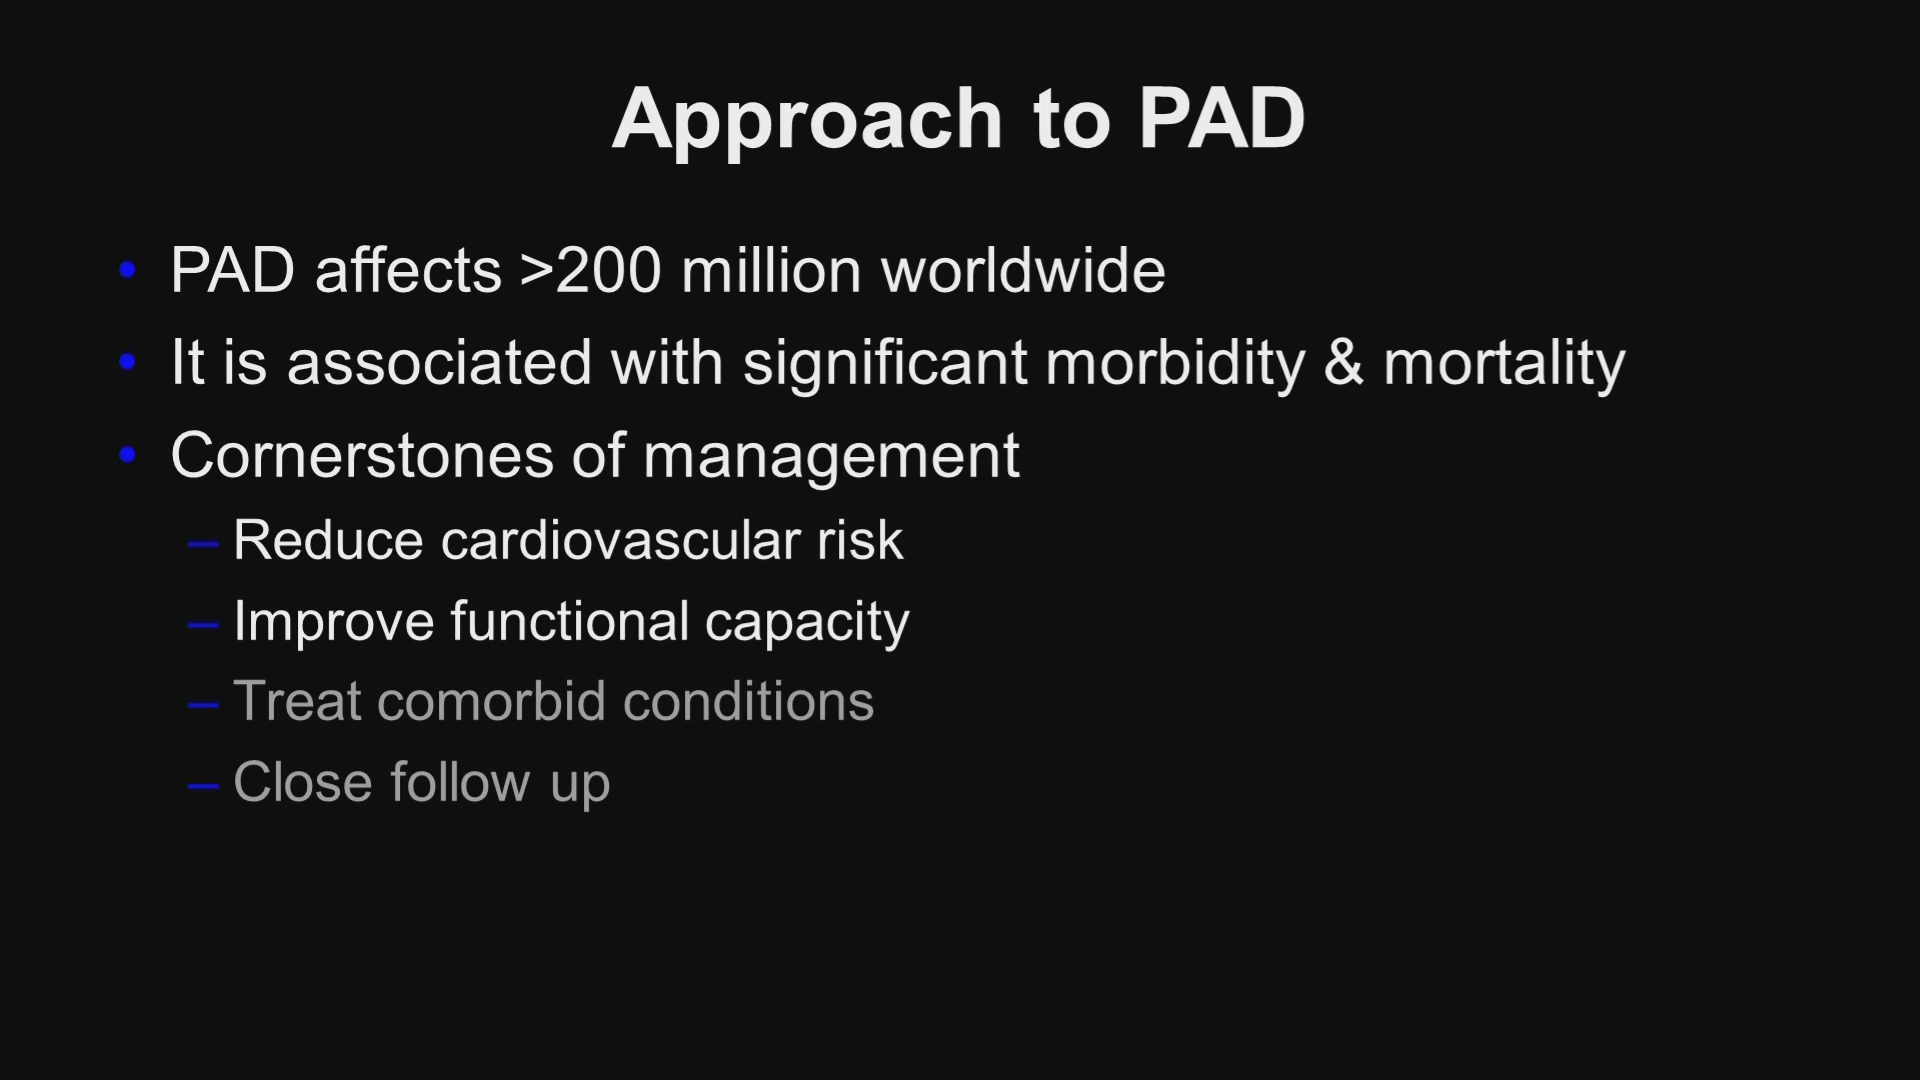 Approach to PAD
• PAD affects >200 million worldwide
• It is associated with significant morbidity & mortality
• Cornerstones of management
– Reduce cardiovascular risk
– Improve functional capacity
– Treat comorbid conditions
– Close follow up